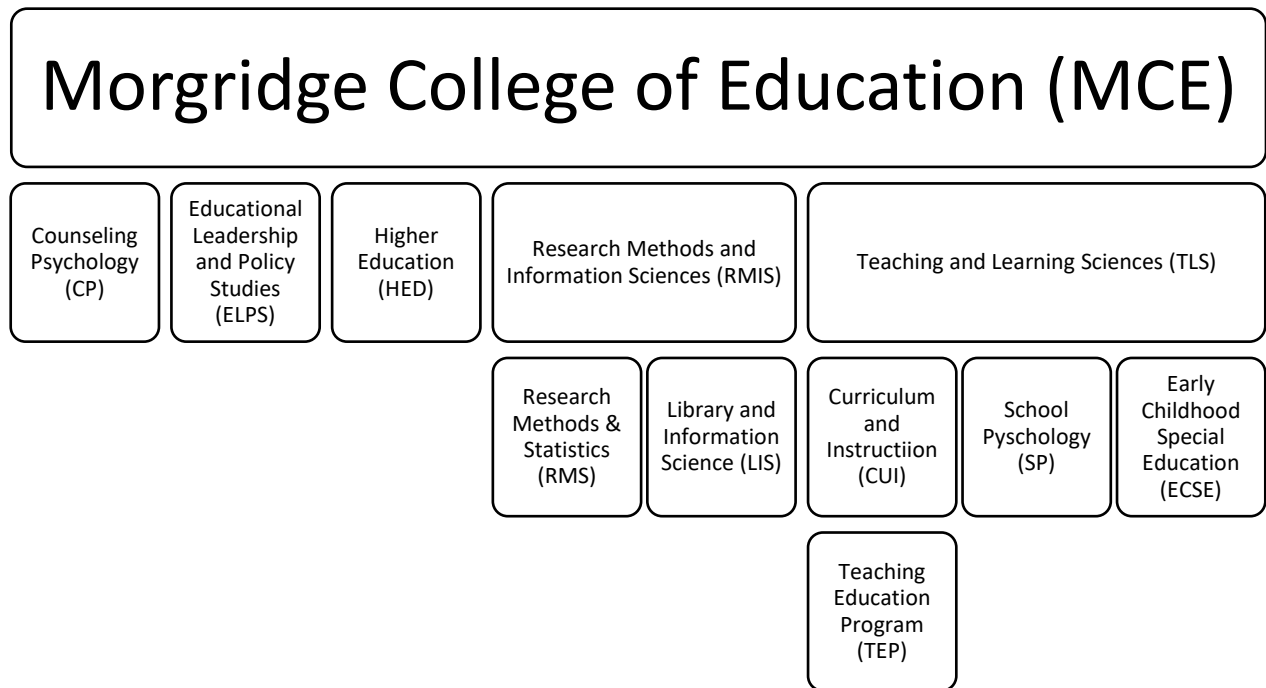 Morgridge College of Education (MCE)
Counseling
Psychology
(CP)
Educational
Leadership
and Policy
Studies
(ELPS)
Higher
Education
(HED)
Research Methods and
Information Sciences (RMIS)
Teaching and Learning Sciences (TLS)
Research
Methods &
Statistics
(RMS)
Library and
Information
Science (LIS)
Curriculum
and
Instructiion
(CUI)
School
Pyschology
(SP)
Early
Childhood
Special
Education
(ECSE)
Teaching
Education
Program
(TEP)